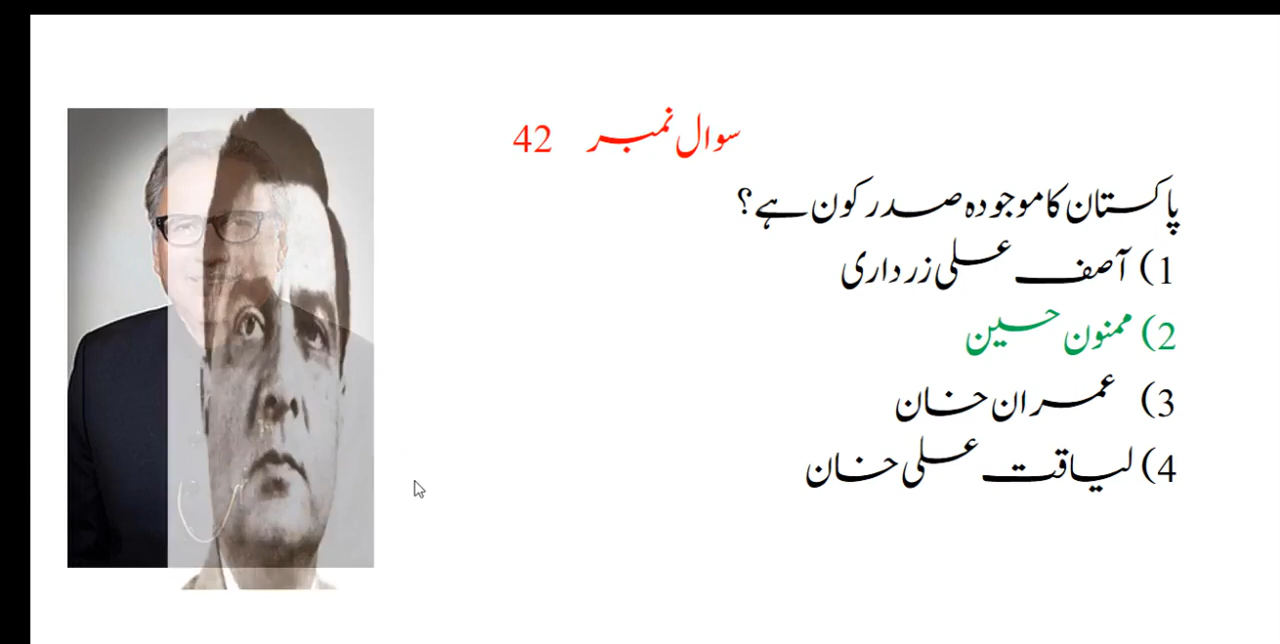 سوال نمبر 42
پاکستان کا موجودہ صدر کون ہے؟
1) آصف علی زرداری
2) ممنون حسین
3) عمران خان
4) لیاقت علی خان